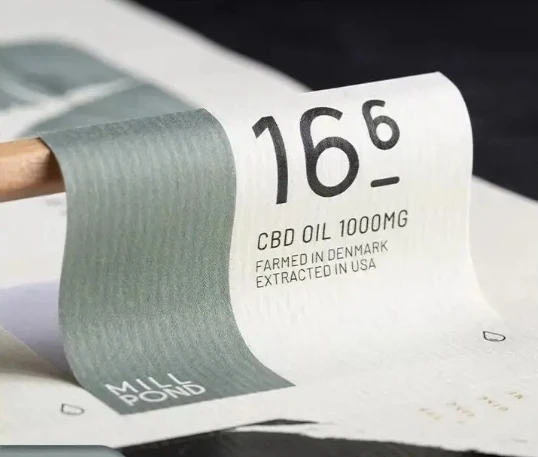 16 6
CBD OIL 1000MG
FARMED IN DENMARK
EXTRACTED IN USA
MILL
POND